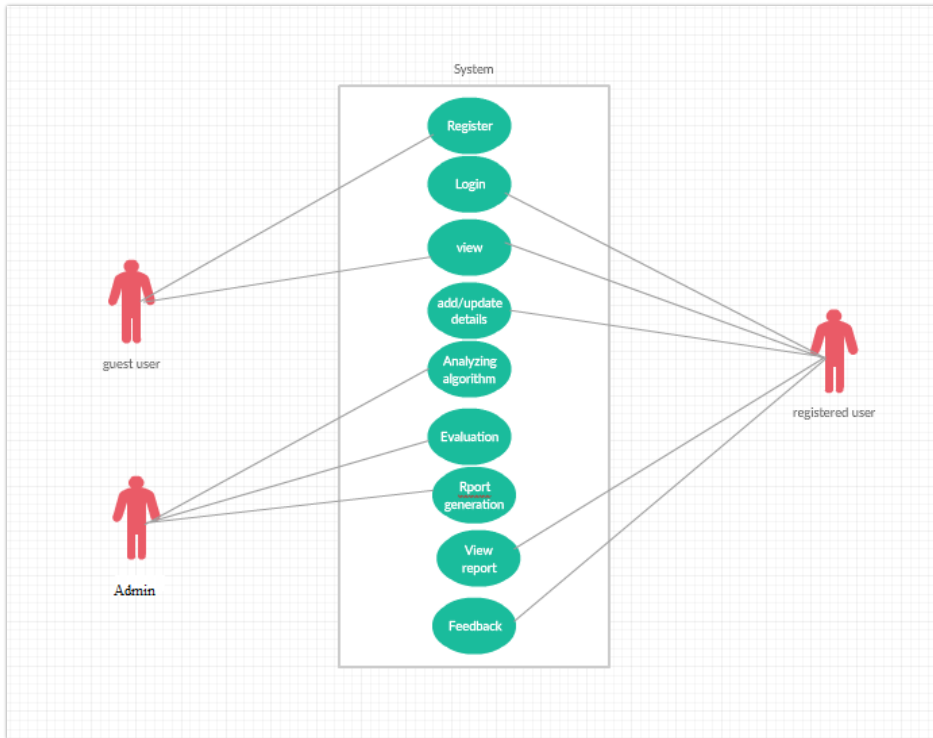 System
Register
Login
view
add/update
details
Analyzing
algorithm
Evaluation
Rport
generation
View
report
Feedback
guest user
Admin
registered user